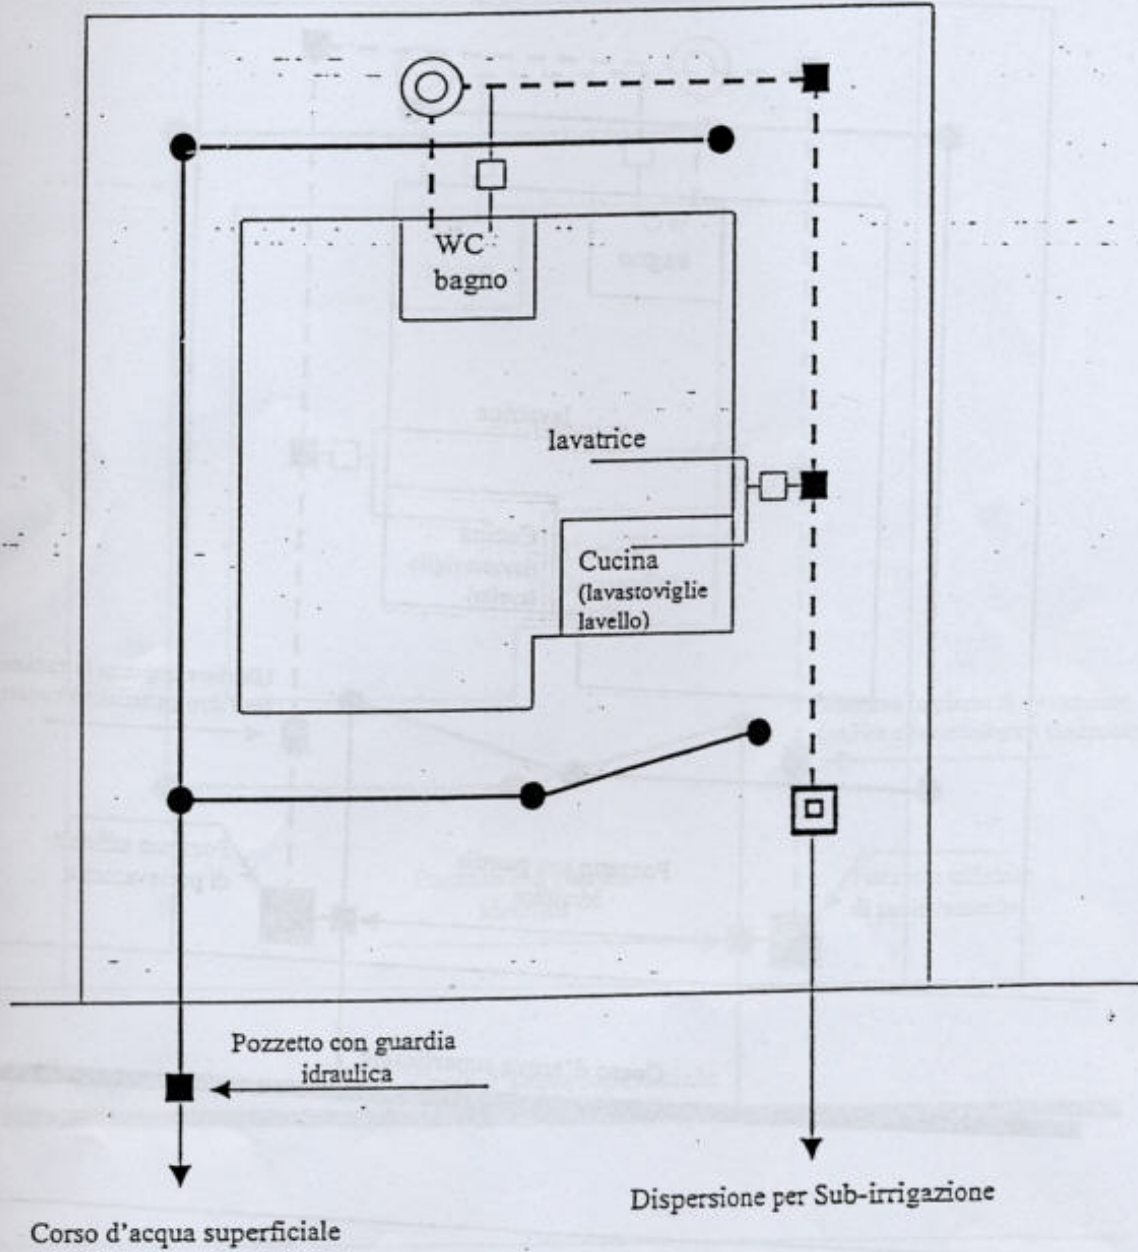 WC
bagno
lavatrice
Cucina
(lavastoviglie
lavello)
Pozzetto con guardia
idraulica
Dispersione per Sub-irrigazione
Corso d'acqua superficiale